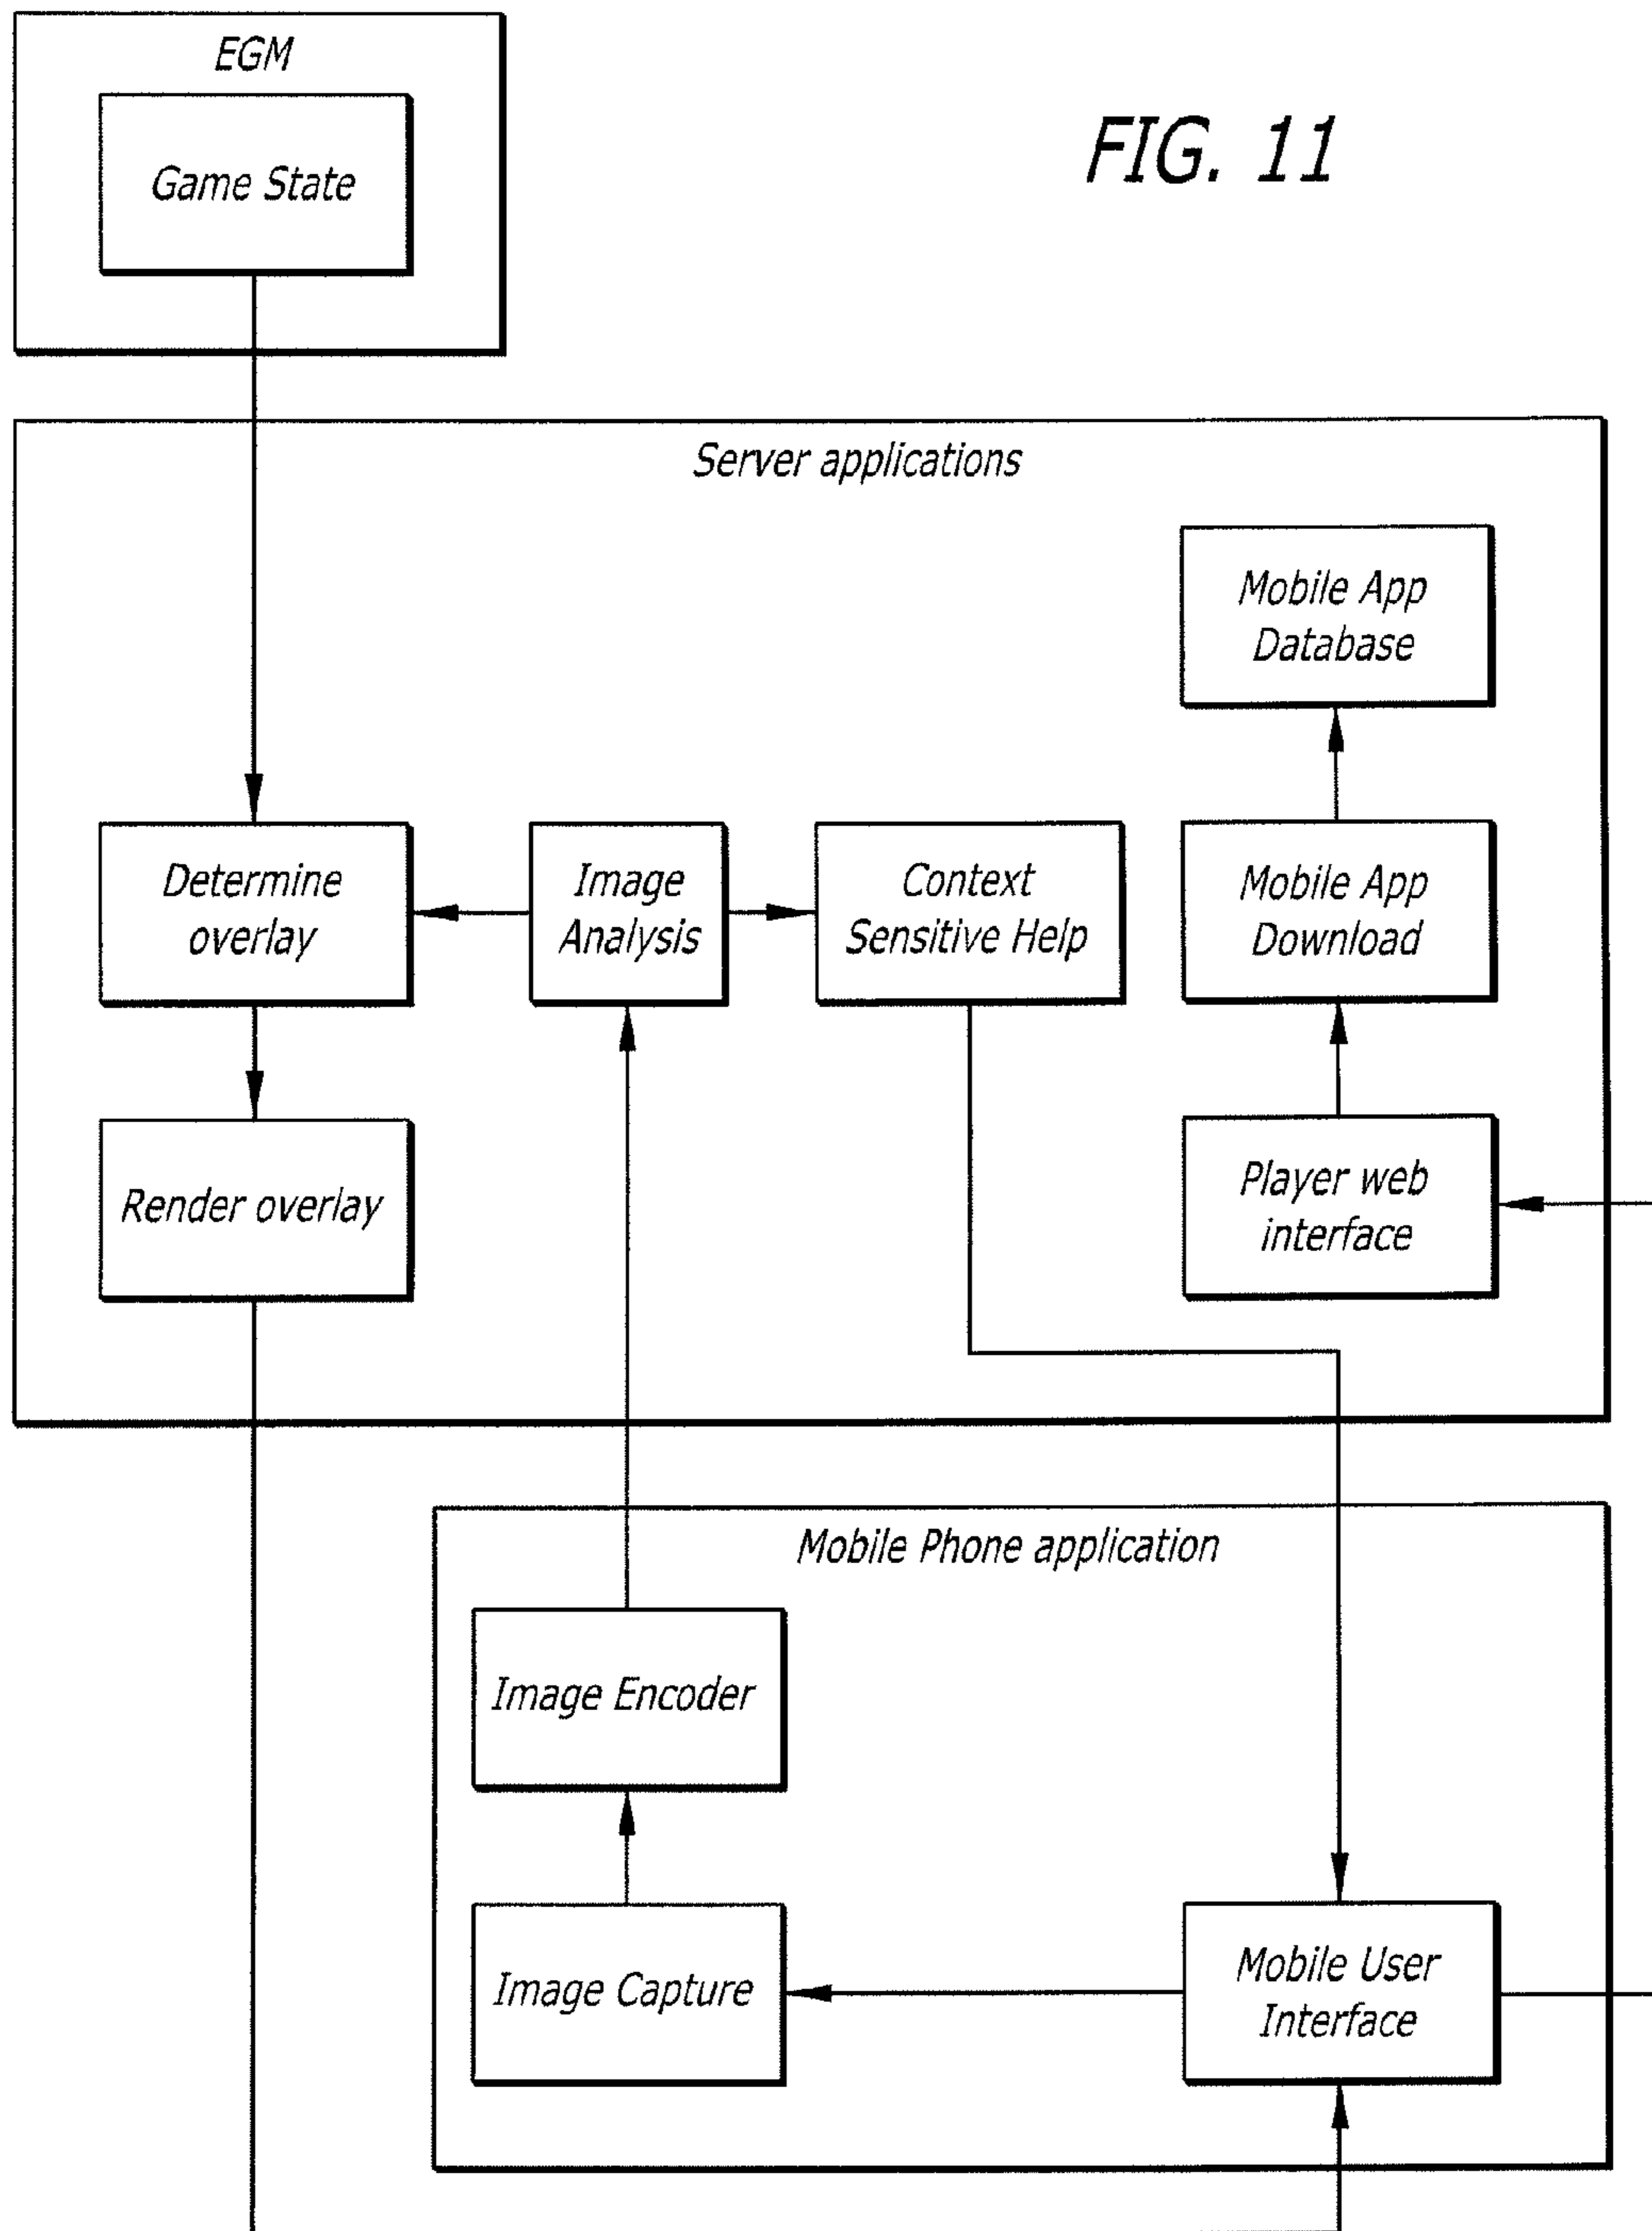 EGM
Game State
FIG. 11
Server applications
Mobile App
Database
Determine
overlay
Image
Analysis
Context
Sensitive Help
Mobile App
Download
Render overlay
Player web
interface
Mobile Phone application
Image Encoder
Image Capture
Mobile User
Interface